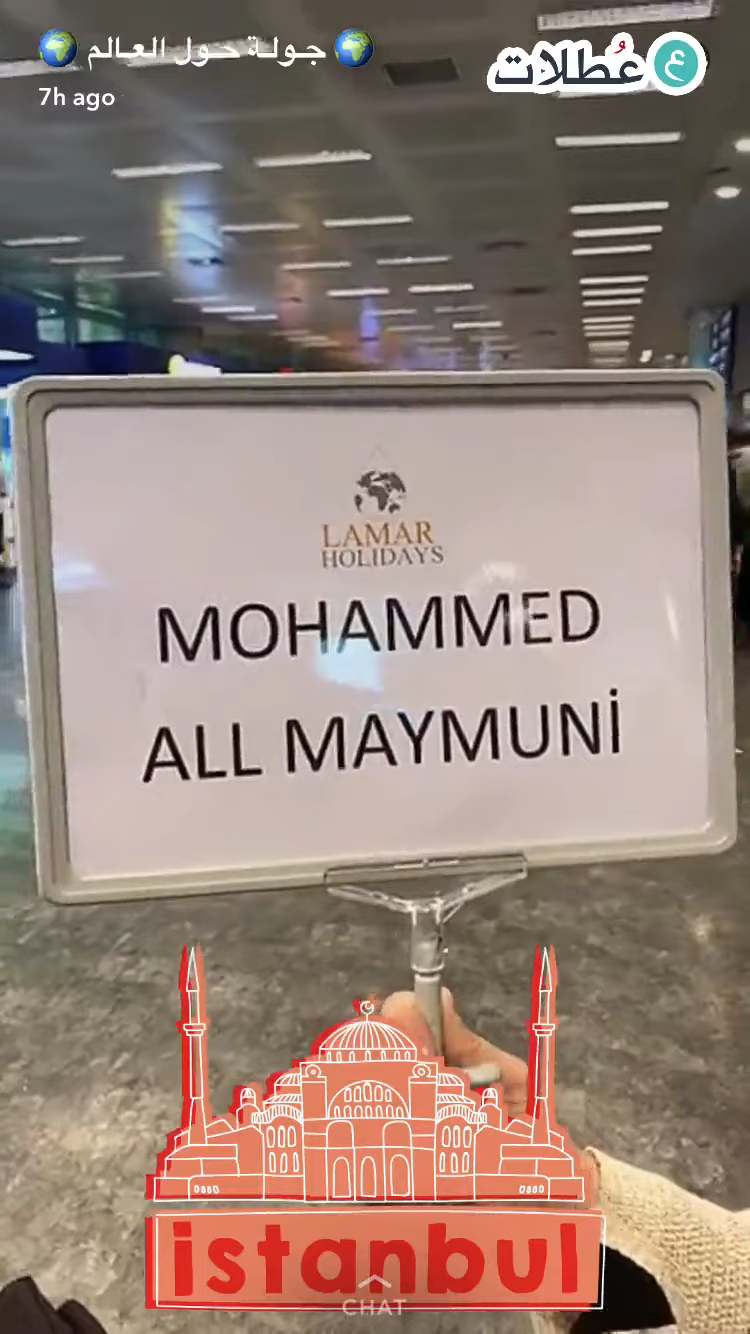 🌍 جولة حول العالم 🌍
7h ago
عُطلات ع
LAMAR
HOLIDAYS
MOHAMMED
ALL MAYMUNİ
istanbul
CHAT